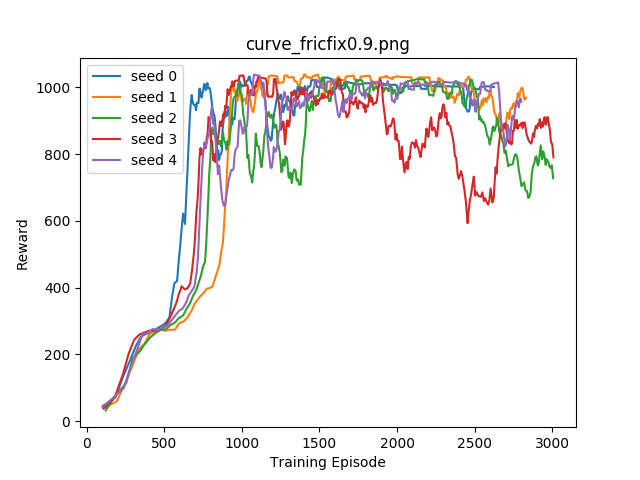 curve_fricfix0.9.png
seed 0
seed 1
seed 2
seed 3
seed 4
1000
800
600
400
200
0
Reward
0 500 1000 1500 2000 2500 3000
Training Episode